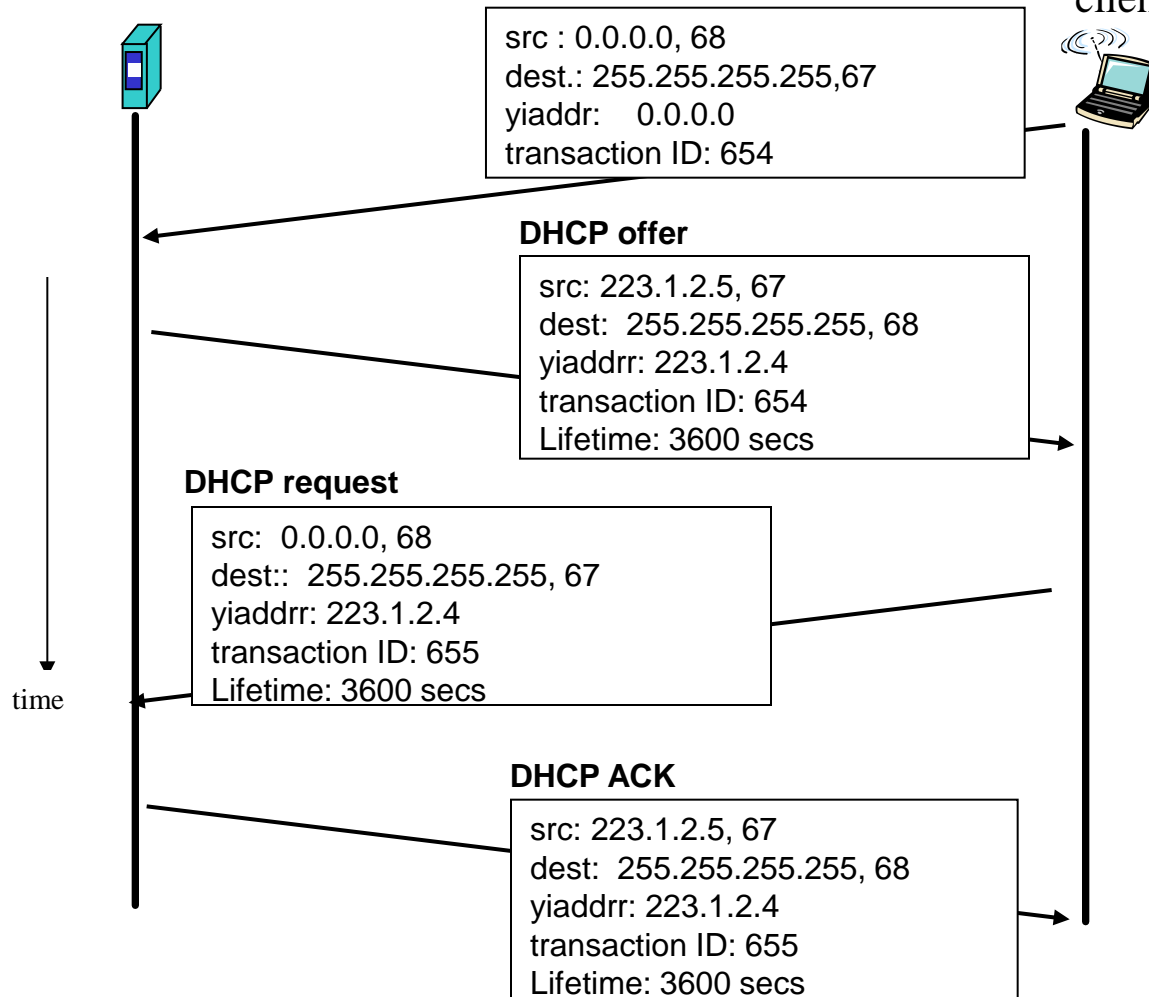 src : 0.0.0.0, 68
dest.: 255.255.255.255,67
yiaddr: 0.0.0.0
transaction ID: 654
DHCP offer
src: 223.1.2.5, 67
dest: 255.255.255.255, 68
yiaddrr: 223.1.2.4
transaction ID: 654
Lifetime: 3600 secs
DHCP request
src: 0.0.0.0, 68
dest:: 255.255.255.255, 67
yiaddrr: 223.1.2.4
transaction ID: 655
Lifetime: 3600 secs
time
DHCP ACK
src: 223.1.2.5, 67
dest: 255.255.255.255, 68
yiaddrr: 223.1.2.4
transaction ID: 655
Lifetime: 3600 secs